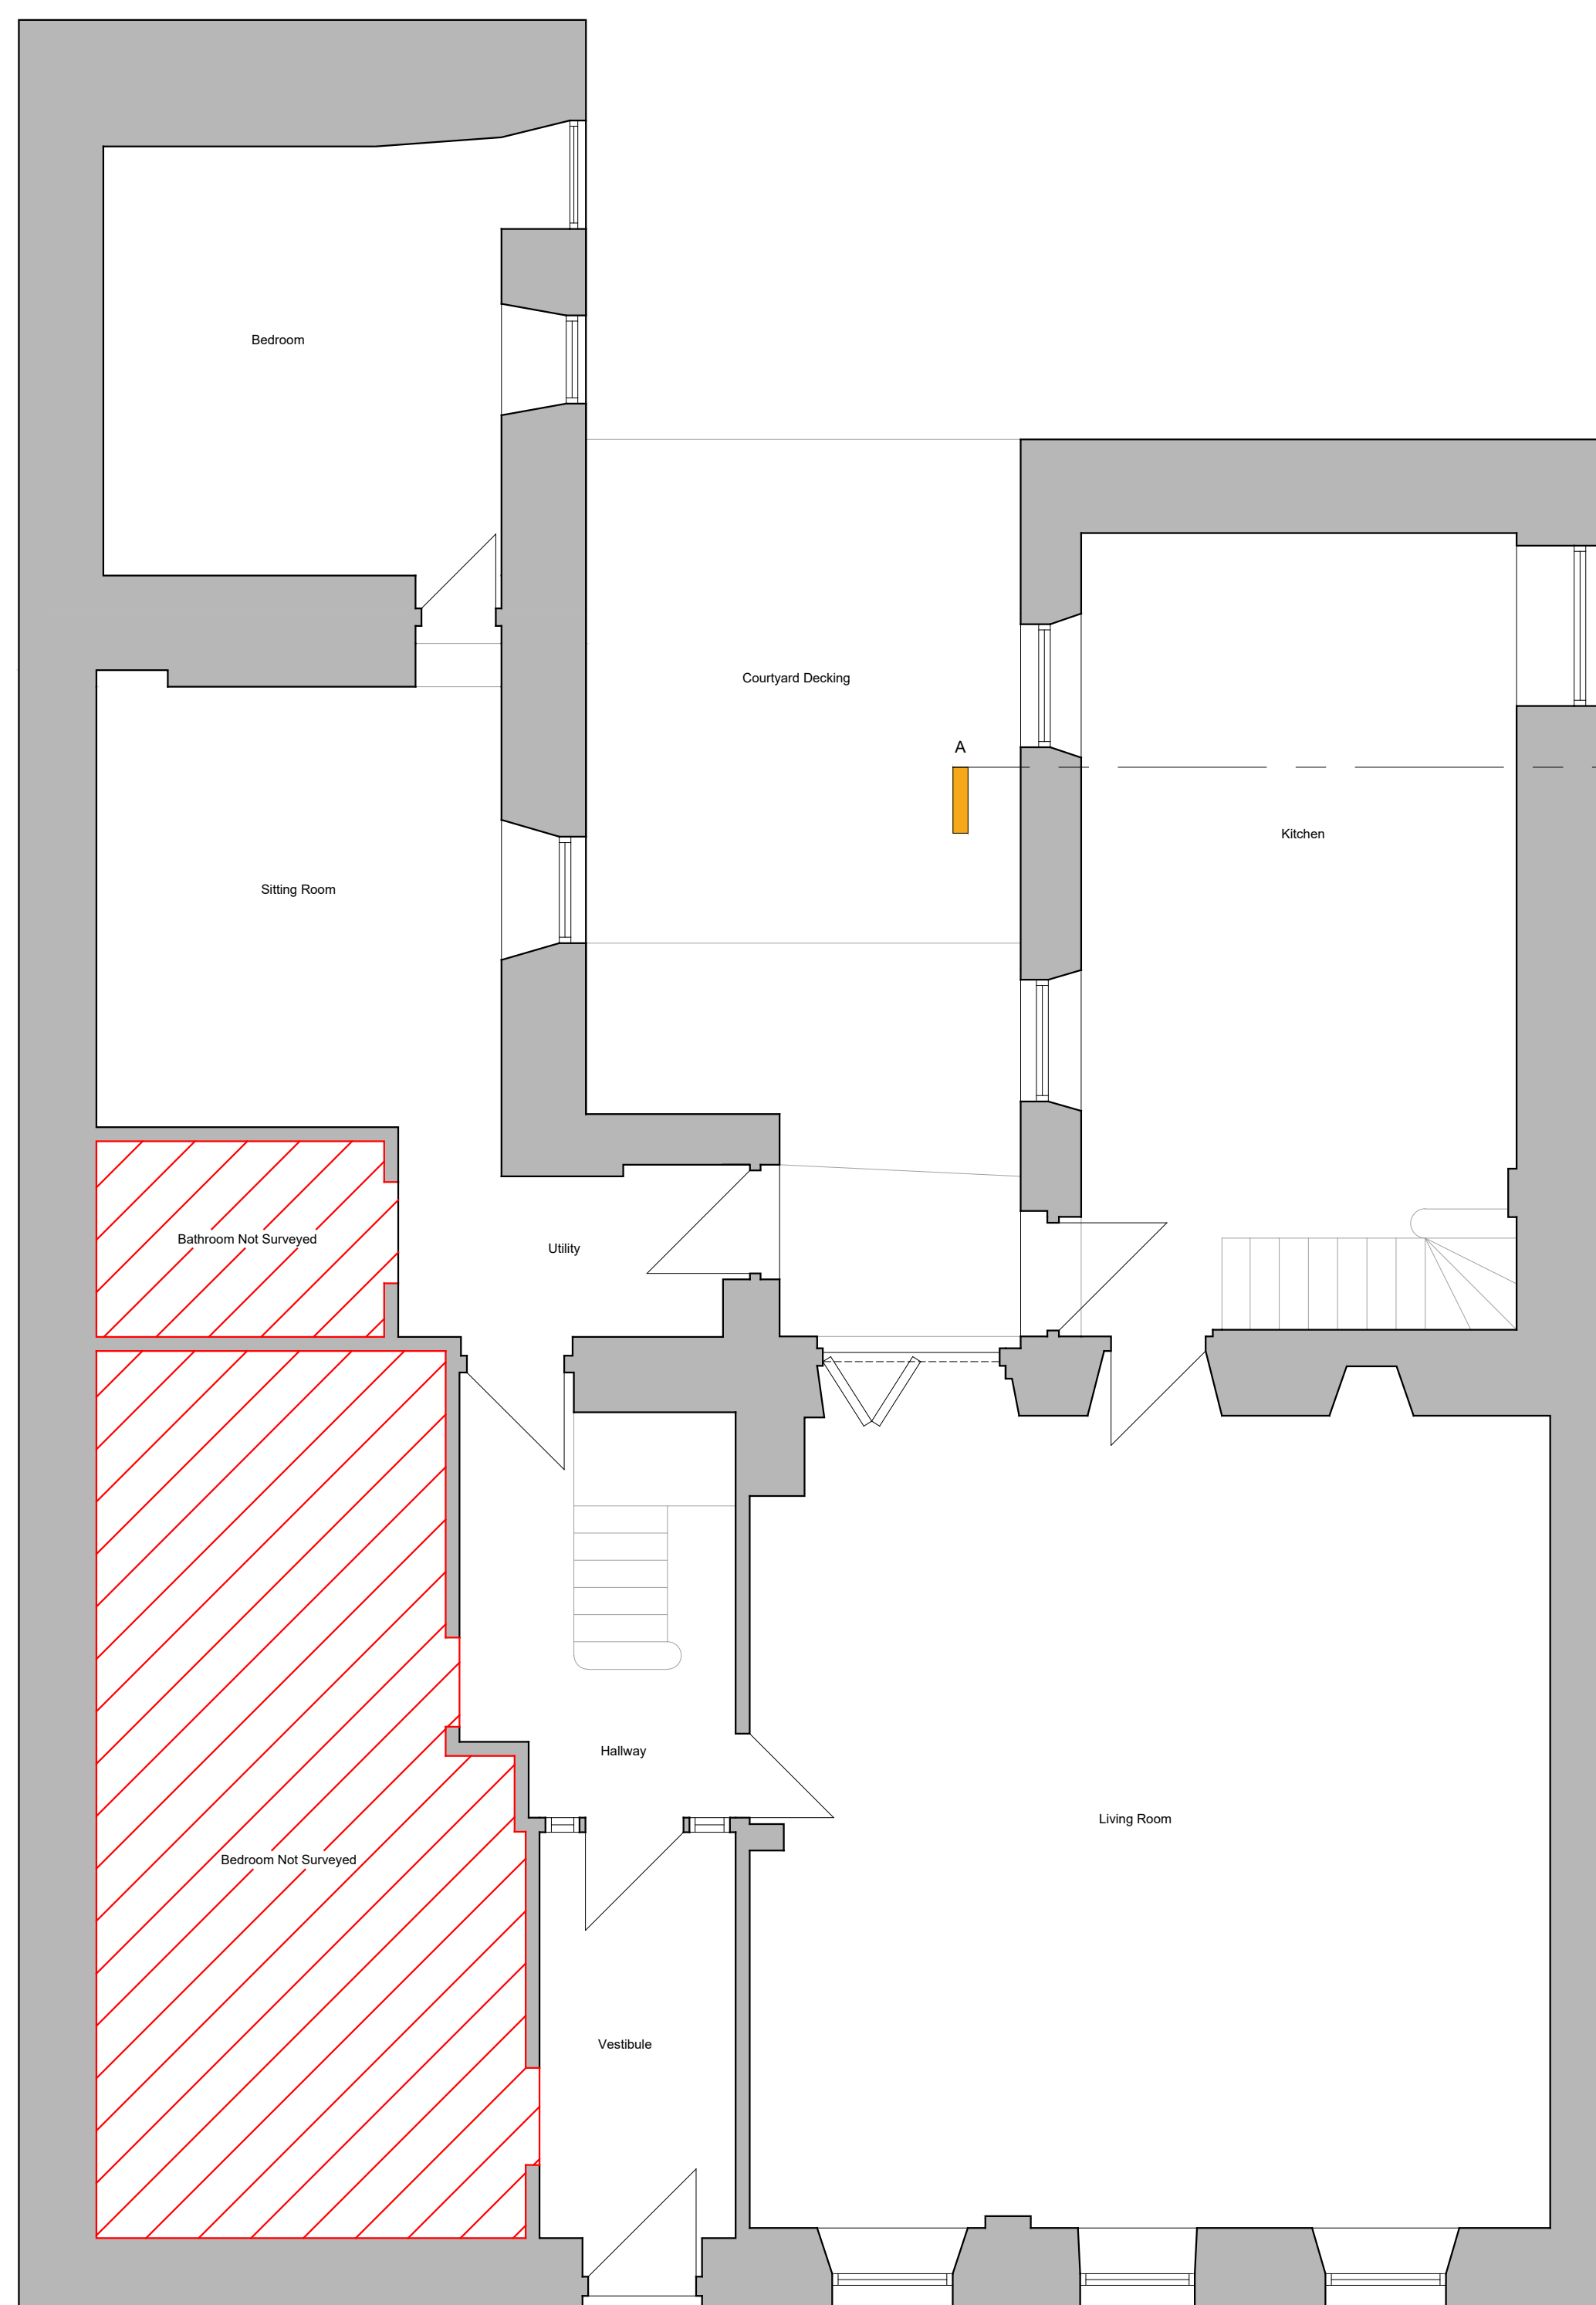 Bedroom
Courtyard Decking
A
Kitchen
Sitting Room
Bathroom Not Surveyed
Utility
Hallway
Living Room
Bedroom Not Surveyed
Vestibule